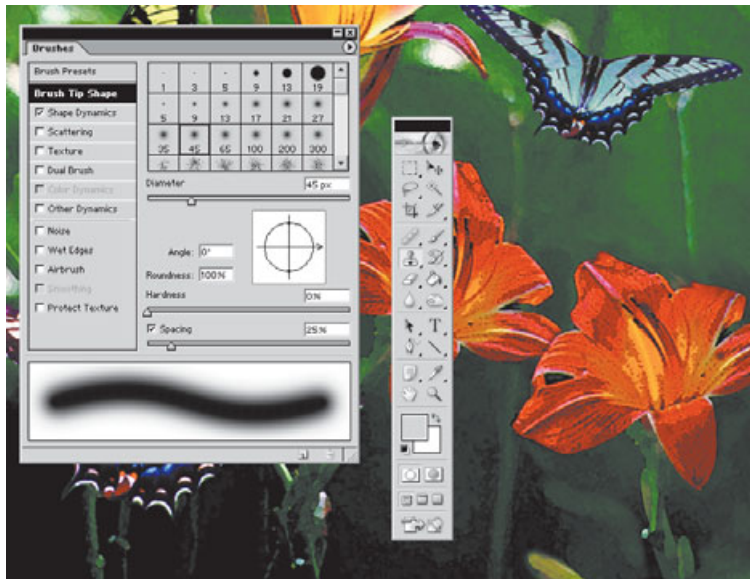 Brushes
Brush Presets
Brush Tip Shape
Shape Dynamics
Scattering
Texture
Dual Brush
Color Dynamics
Other Dynamics
Noise
Wet Edges
Airbrush
Smoothing
Protect Texture
1 3 5 9 13 19
5 9 13 17 21 27
35 45 65 100 200 300
Diameter 45 px
Angle: 0°
Roundness: 100%
Hardness 0%
Spacing 25%
T